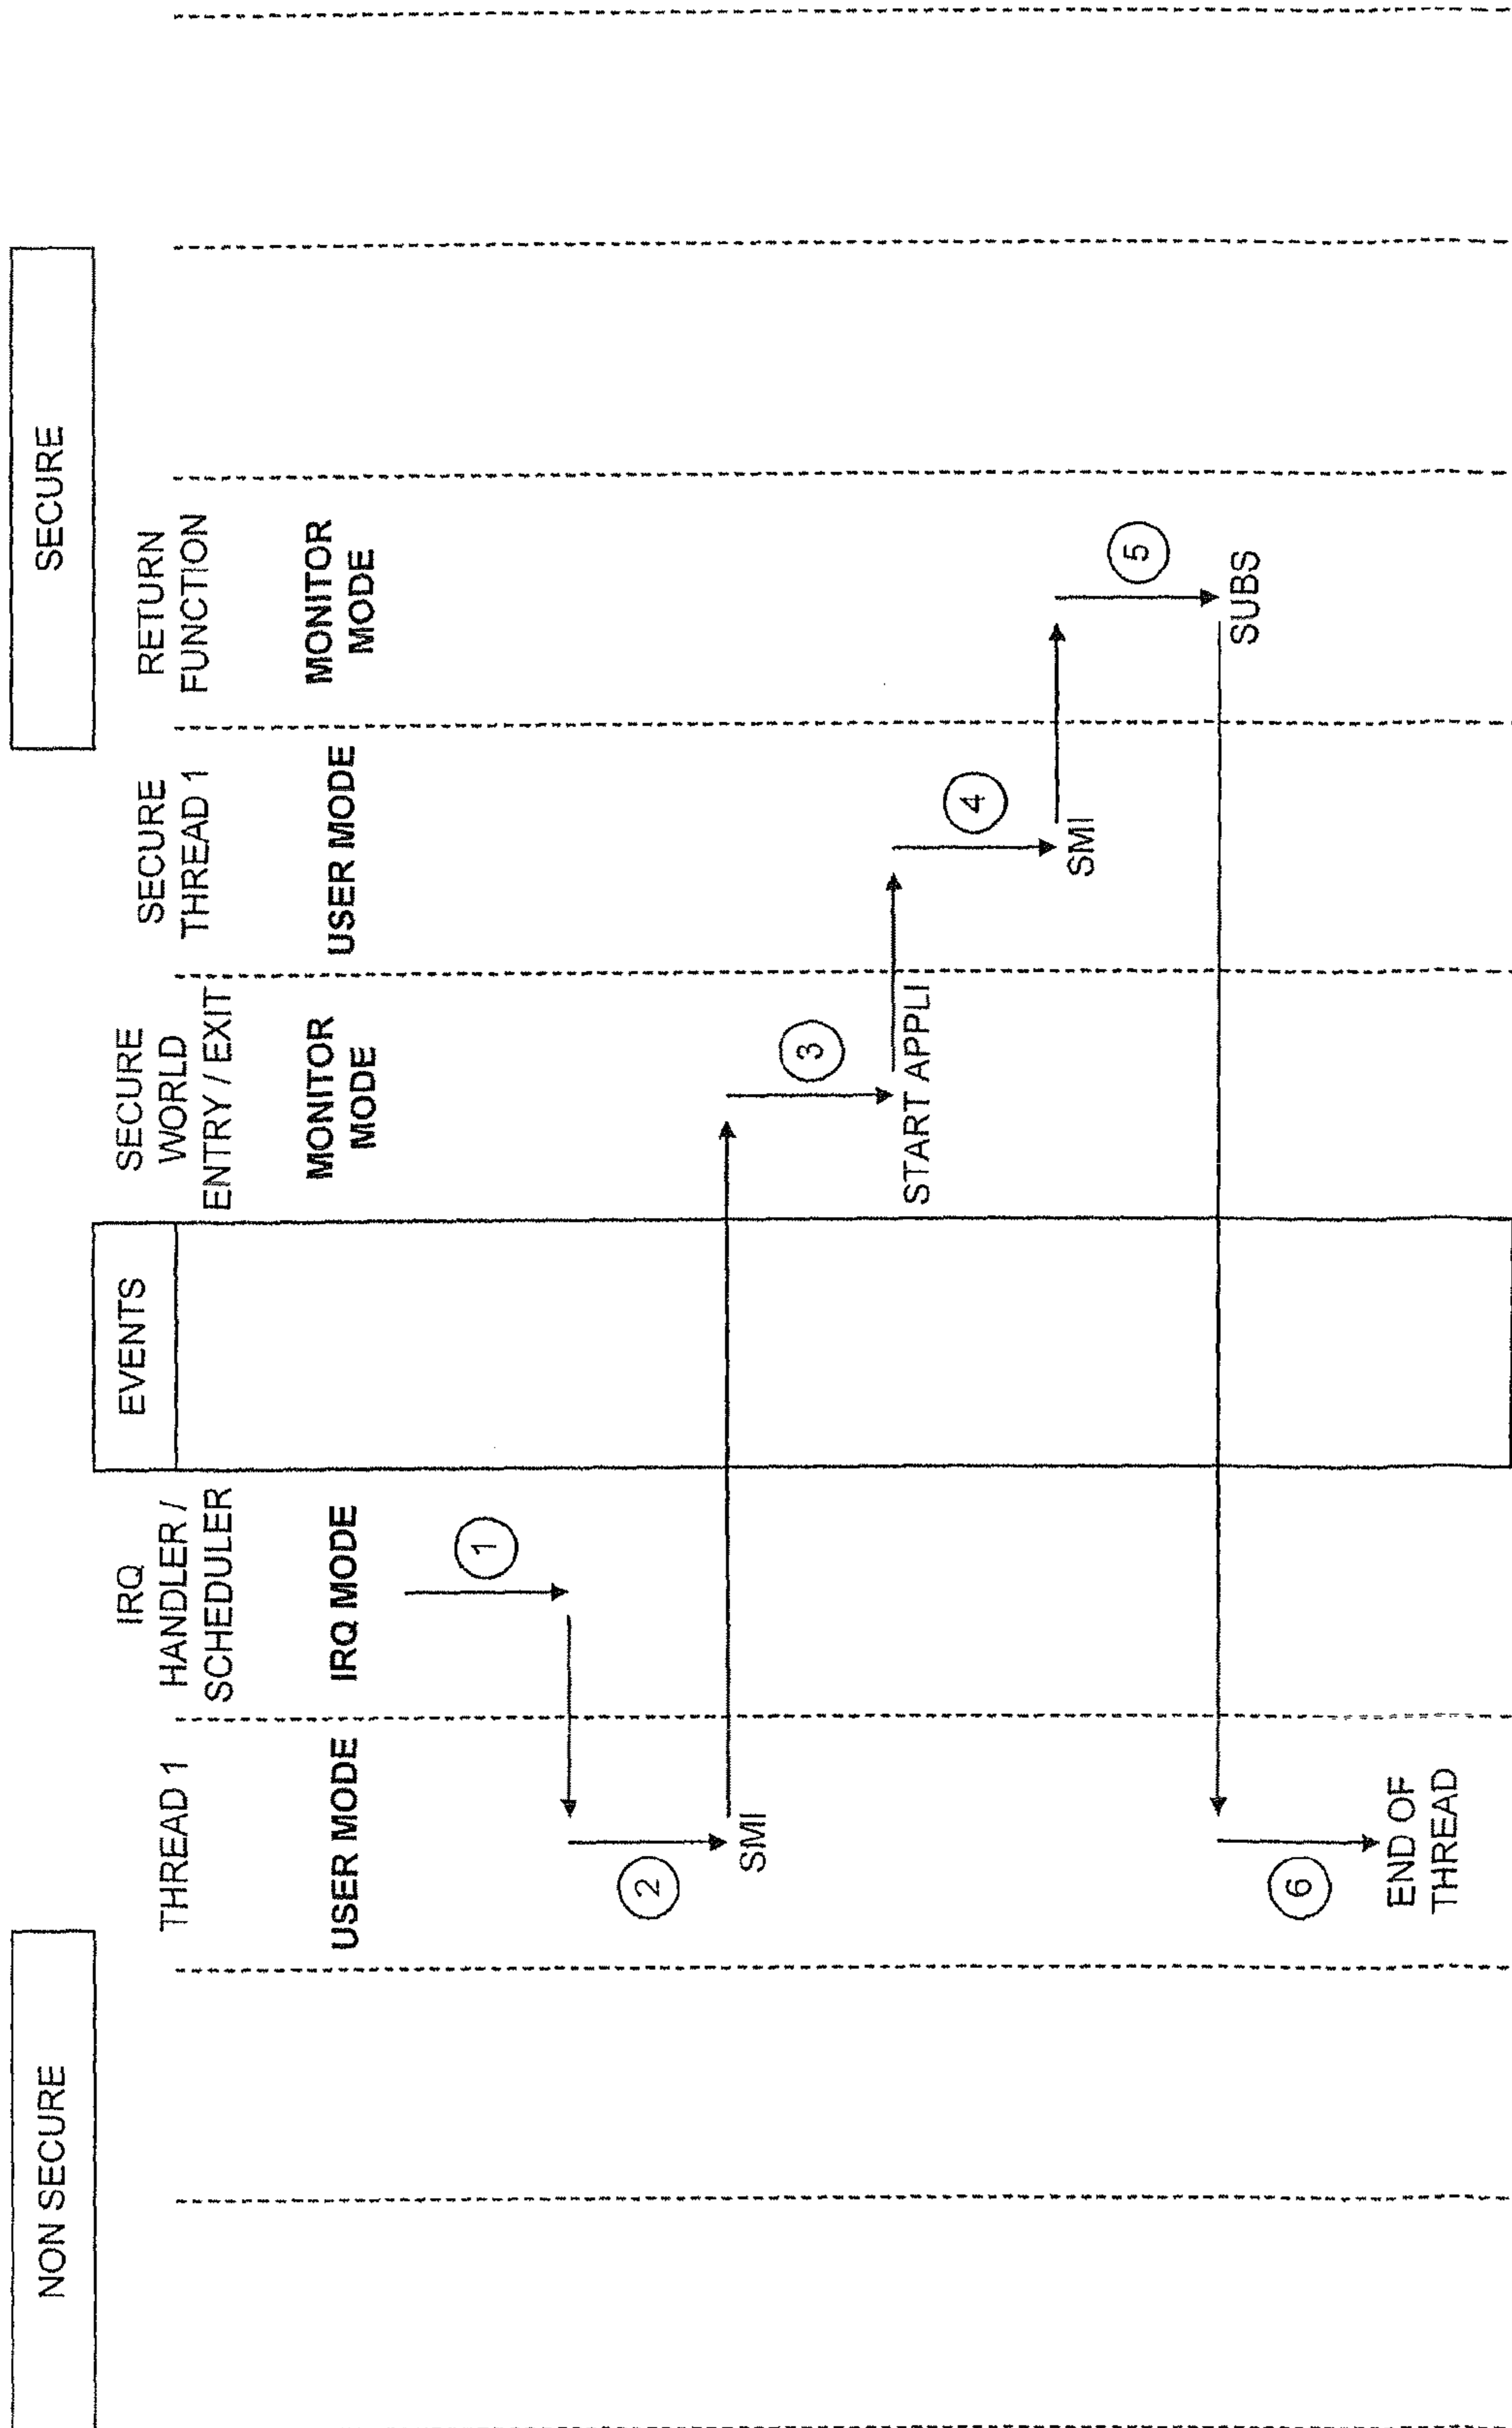 NON SECURE
SECURE
EVENTS
THREAD 1
IRQ
HANDLER /
SCHEDULER
SECURE
WORLD
ENTRY / EXIT
SECURE
THREAD 1
RETURN
FUNCTION
USER MODE
IRQ MODE
MONITOR
MODE
USER MODE
MONITOR
MODE
1
2
SMI
3
START APPLI
4
SMI
5
SUBS
6
END OF
THREAD